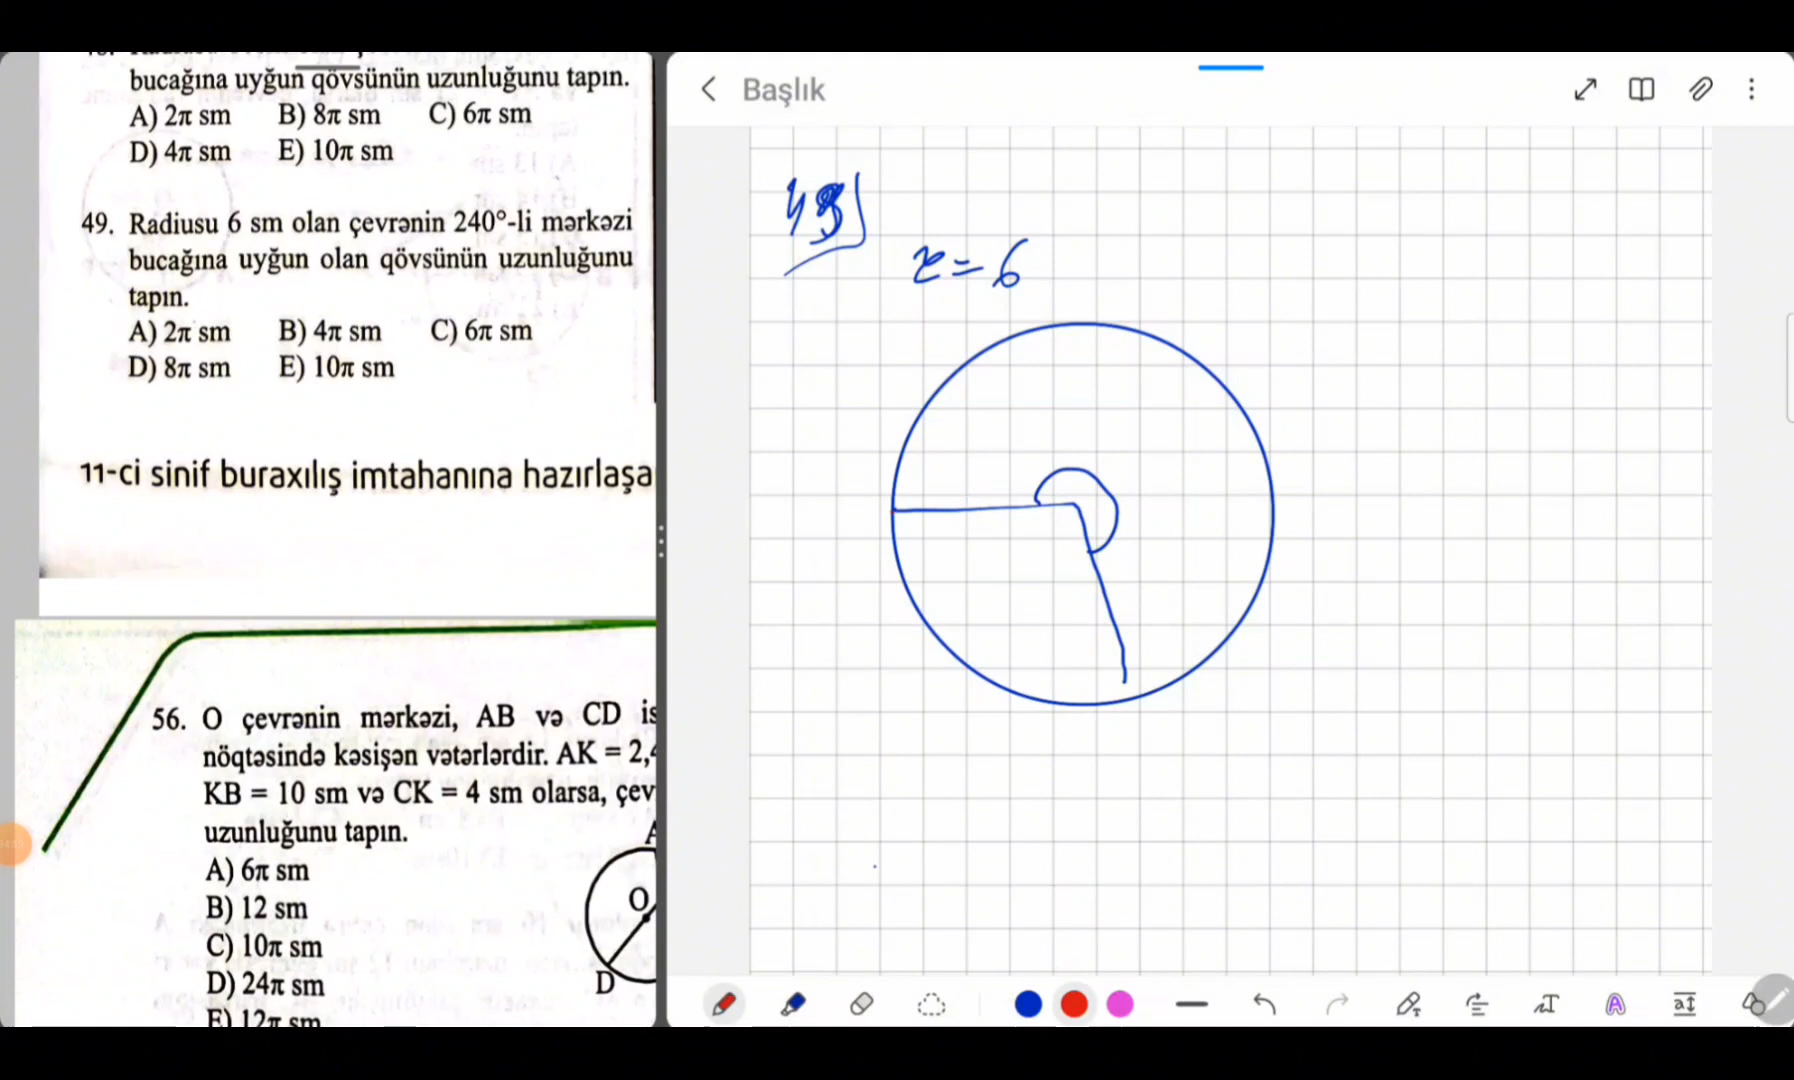 bucağına uyğun qövsünün uzunluğunu tapın.
A) 2π sm B) 8π sm C) 6π sm
D) 4π sm E) 10π sm
49. Radiusu 6 sm olan çevrənin 240°-li mərkəzi
bucağına uyğun olan qövsünün uzunluğunu
tapın.
A) 2π sm B) 4π sm C) 6π sm
D) 8π sm E) 10π sm
11-ci sinif buraxılış imtahanına hazırlaşa
56. O çevrənin mərkəzi, AB və CD is
nöqtəsində kəsişən vətərlərdir. AK = 2,4
KB = 10 sm və CK = 4 sm olarsa, çev
uzunluğunu tapın.
A) 6π sm
B) 12 sm
C) 10π sm
D) 24π sm
E) 12π sm
A
O
D
Başlık
49
r = 6